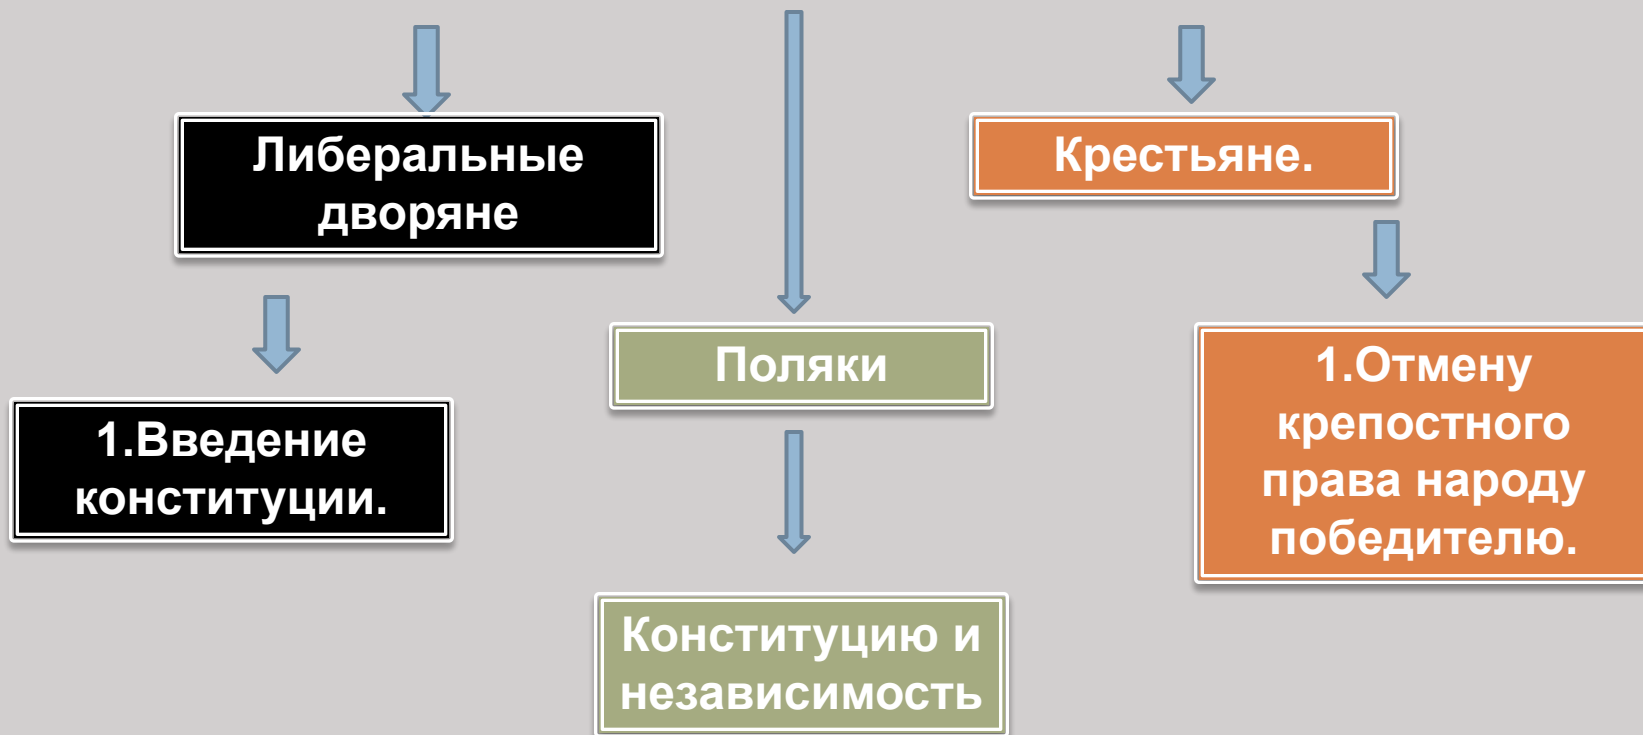 Либеральные
дворяне
Крестьяне.
Поляки
1.Введение
конституции.
1.Отмену
крепостного
права народу
победителю.
Конституцию и
независимость